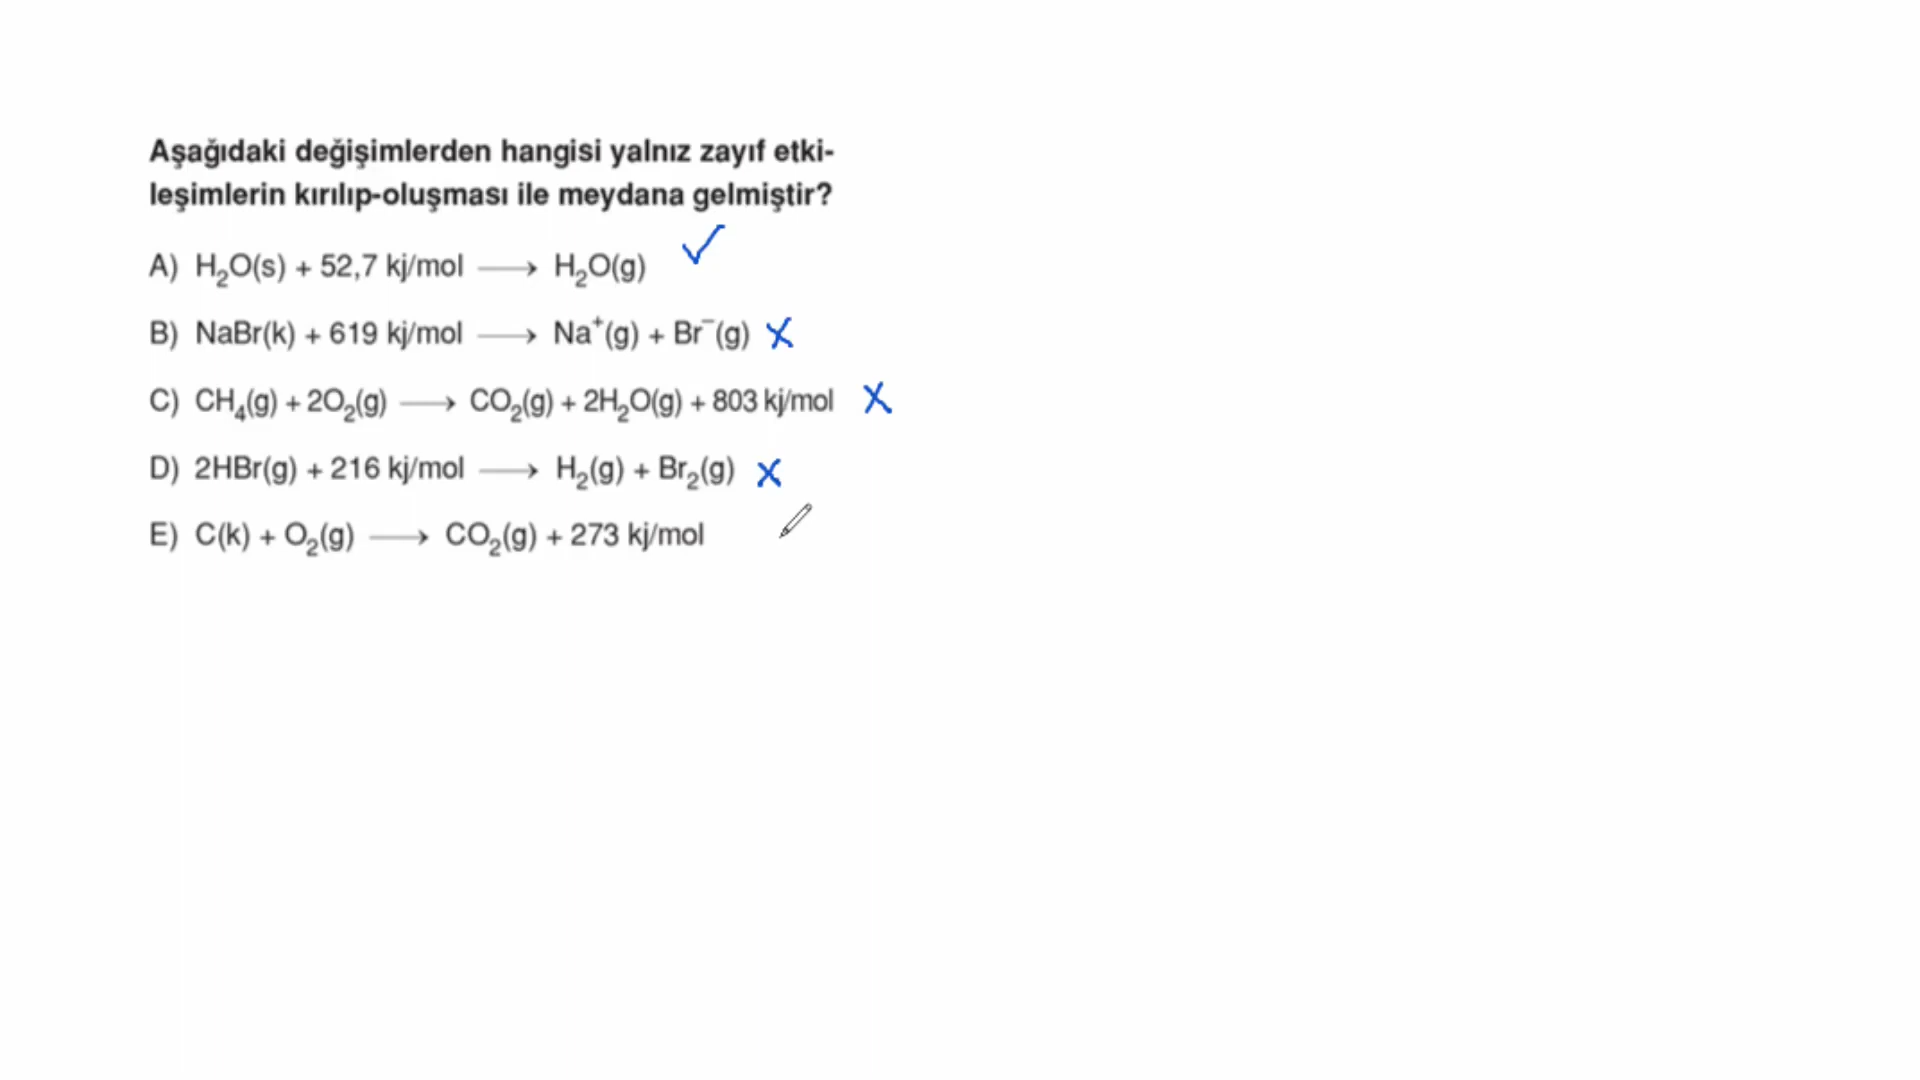 Aşağıdaki değişimlerden hangisi yalnız zayıf etki-
leşimlerin kırılıp-oluşması ile meydana gelmiştir?
A) H₂O(s) + 52,7 kj/mol ⟶ H₂O(g) ✓
B) NaBr(k) + 619 kj/mol ⟶ Na⁺(g) + Br⁻(g) X
C) CH₄(g) + 2O₂(g) ⟶ CO₂(g) + 2H₂O(g) + 803 kj/mol X
D) 2HBr(g) + 216 kj/mol ⟶ H₂(g) + Br₂(g) X
E) C(k) + O₂(g) ⟶ CO₂(g) + 273 kj/mol